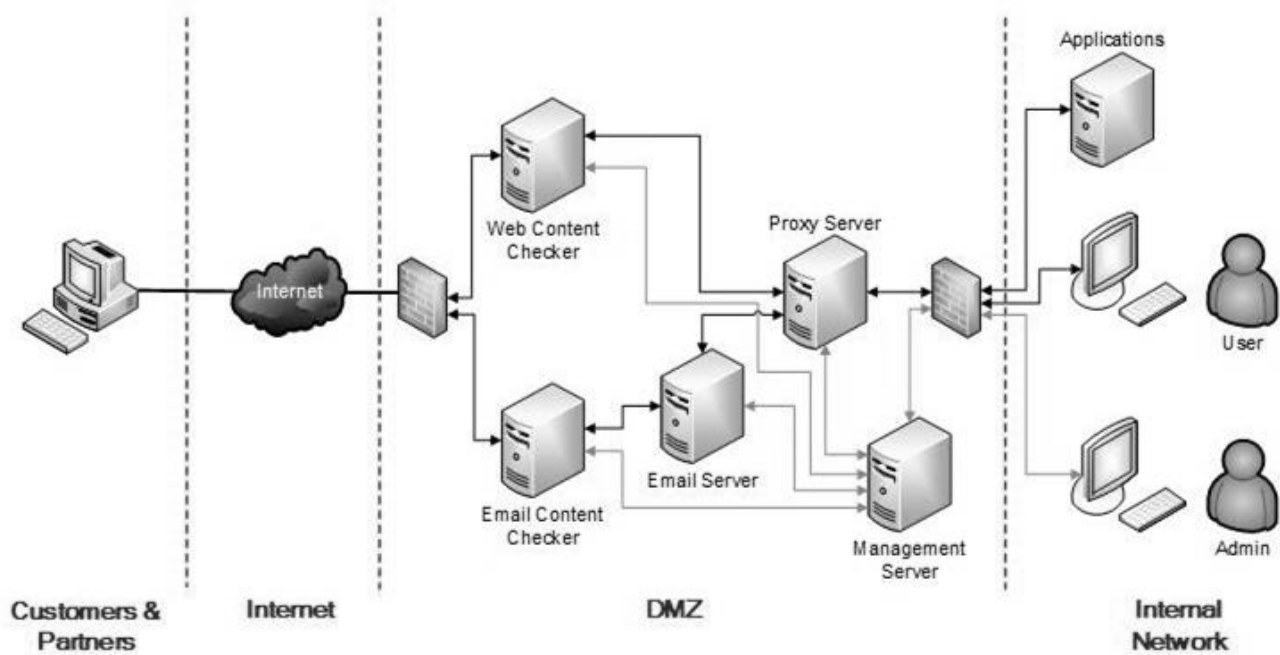 Applications
Web Content
Checker
Proxy Server
Internet
User
Email Server
Email Content
Checker
Management
Server
Admin
Customers &
Partners
Internet
DMZ
Internal
Network